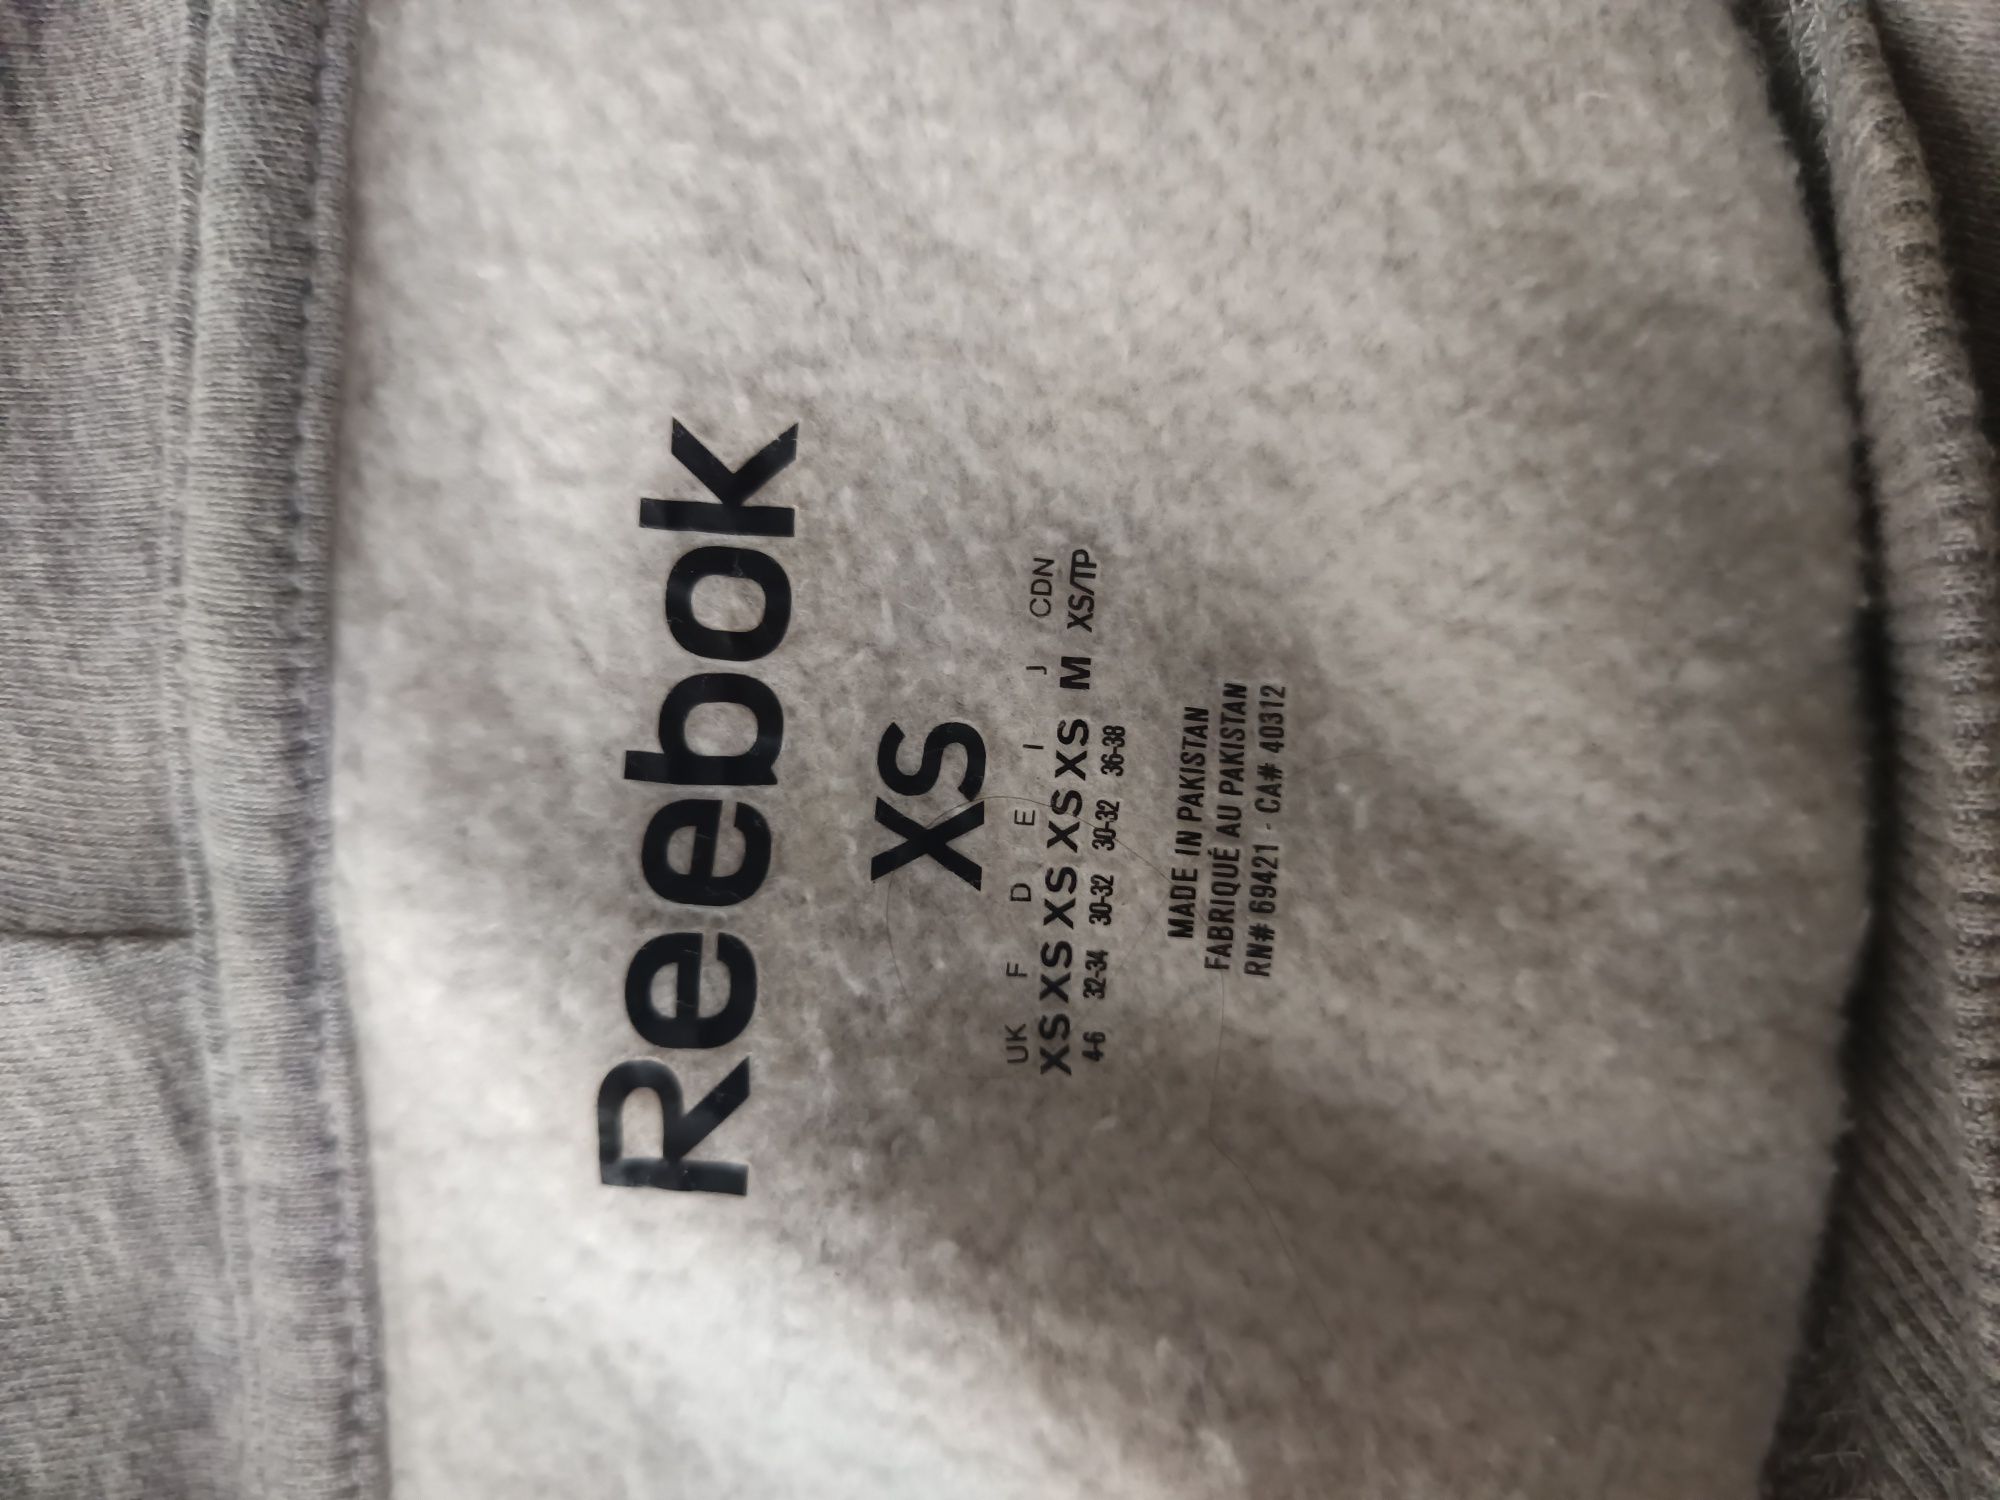 Reebok
XS
UK F D E I J CDN
XS XS XS XS XS M XS/TP
4-6 32-34 30-32 30-32 36-38
MADE IN PAKISTAN
FABRIQUÉ AU PAKISTAN
RN# 69421 - CA# 40312